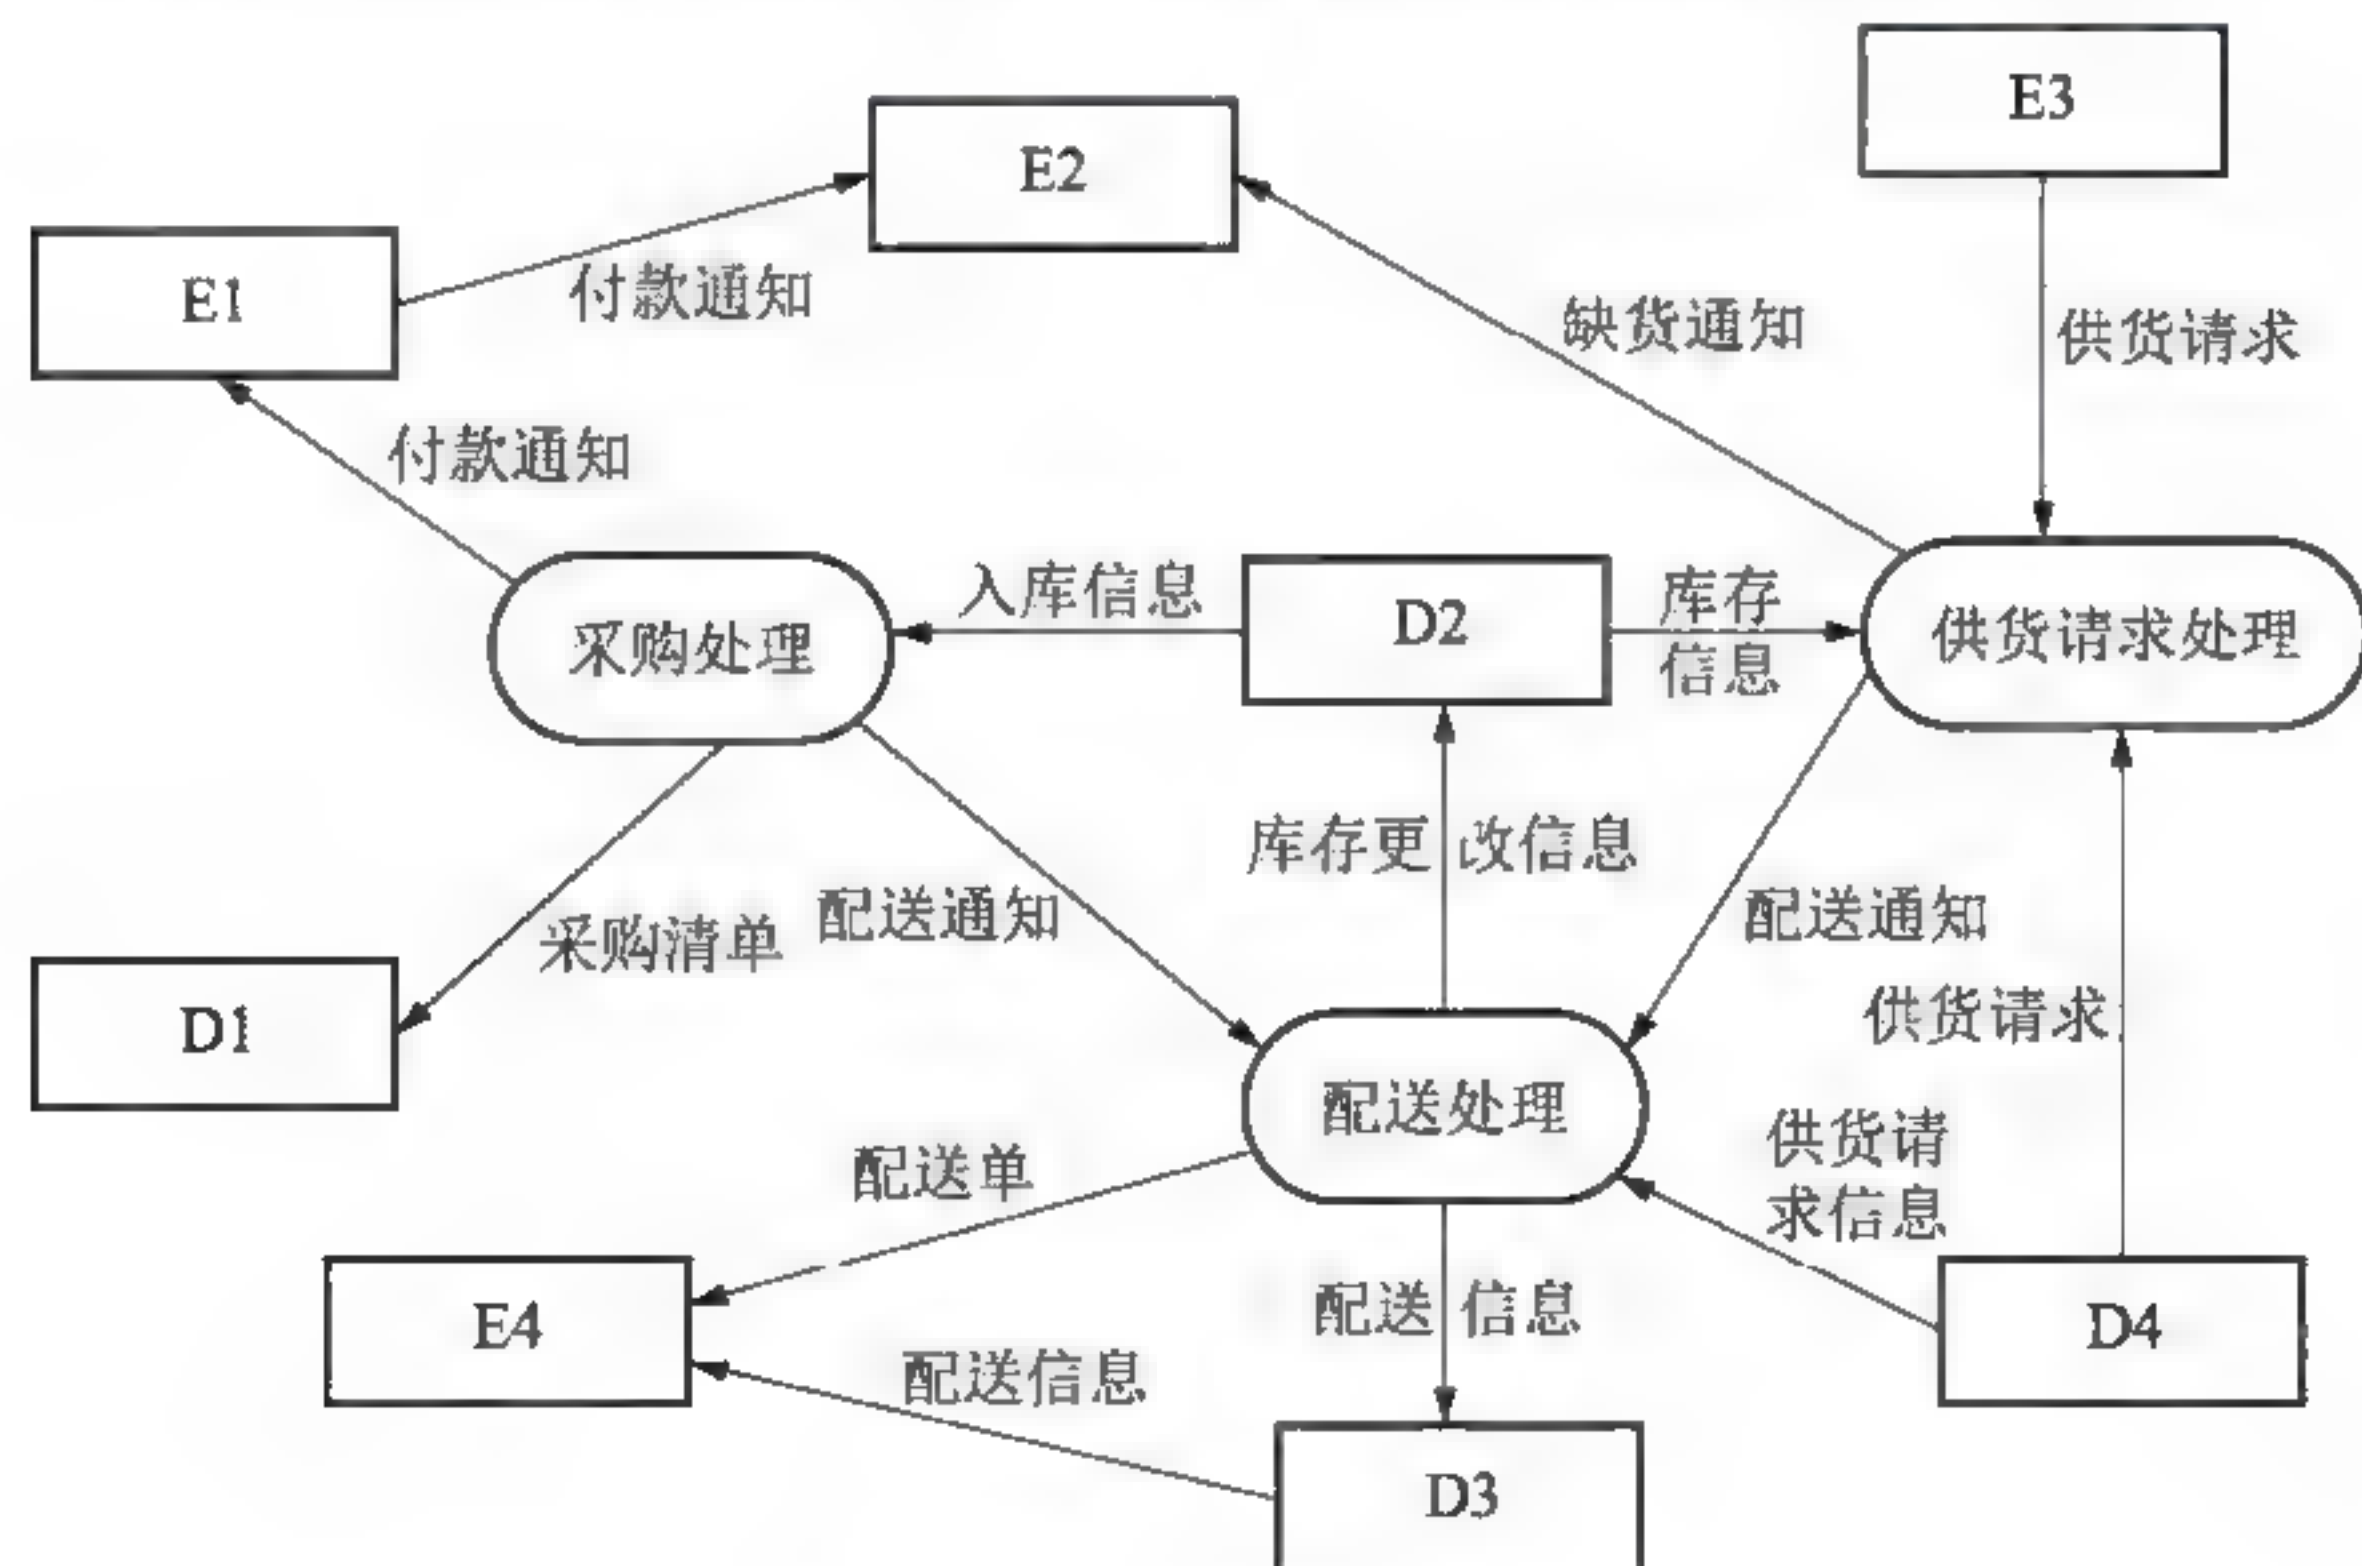 E3
E2
E1
付款通知
缺货通知
供货请求
付款通知
入库信息
D2
库存
信息
采购处理
供货请求处理
库存更改信息
配送通知
采购清单
配送通知
供货请求
D1
配送处理
供货请
求信息
配送单
配送信息
E4
D4
配送信息
D3